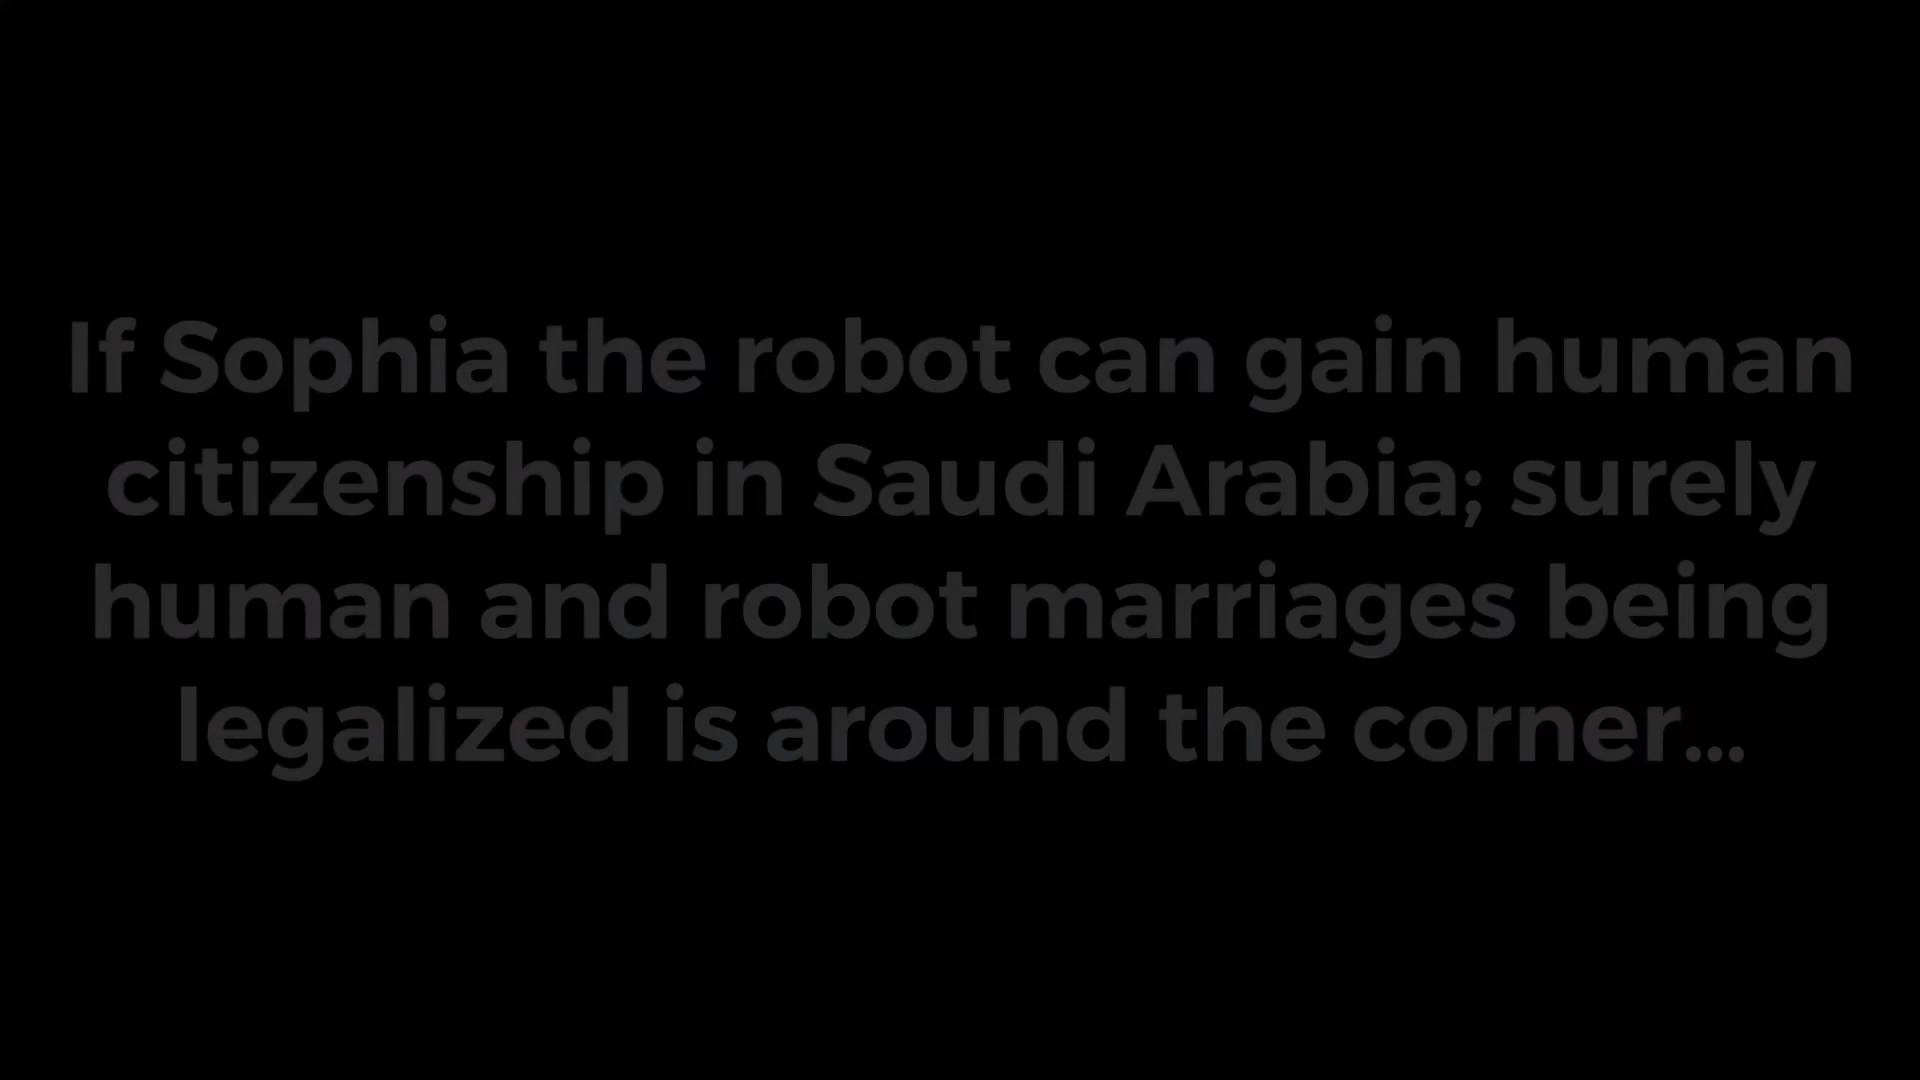 If Sophia the robot can gain human
citizenship in Saudi Arabia; surely
human and robot marriages being
legalized is around the corner...